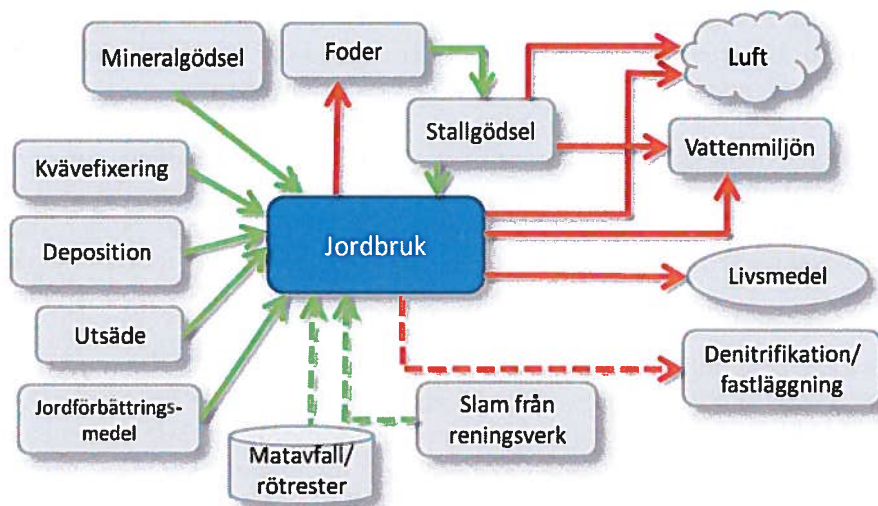 Mineralgödsel
Foder
Luft
Stallgödsel
Vattenmiljön
Kvävefixering
Deposition
Jordbruk
Livsmedel
Utsäde
Denitrifikation/
fastläggning
Jordförbättrings-
medel
Slam från
reningsverk
Matavfall/
rötrester